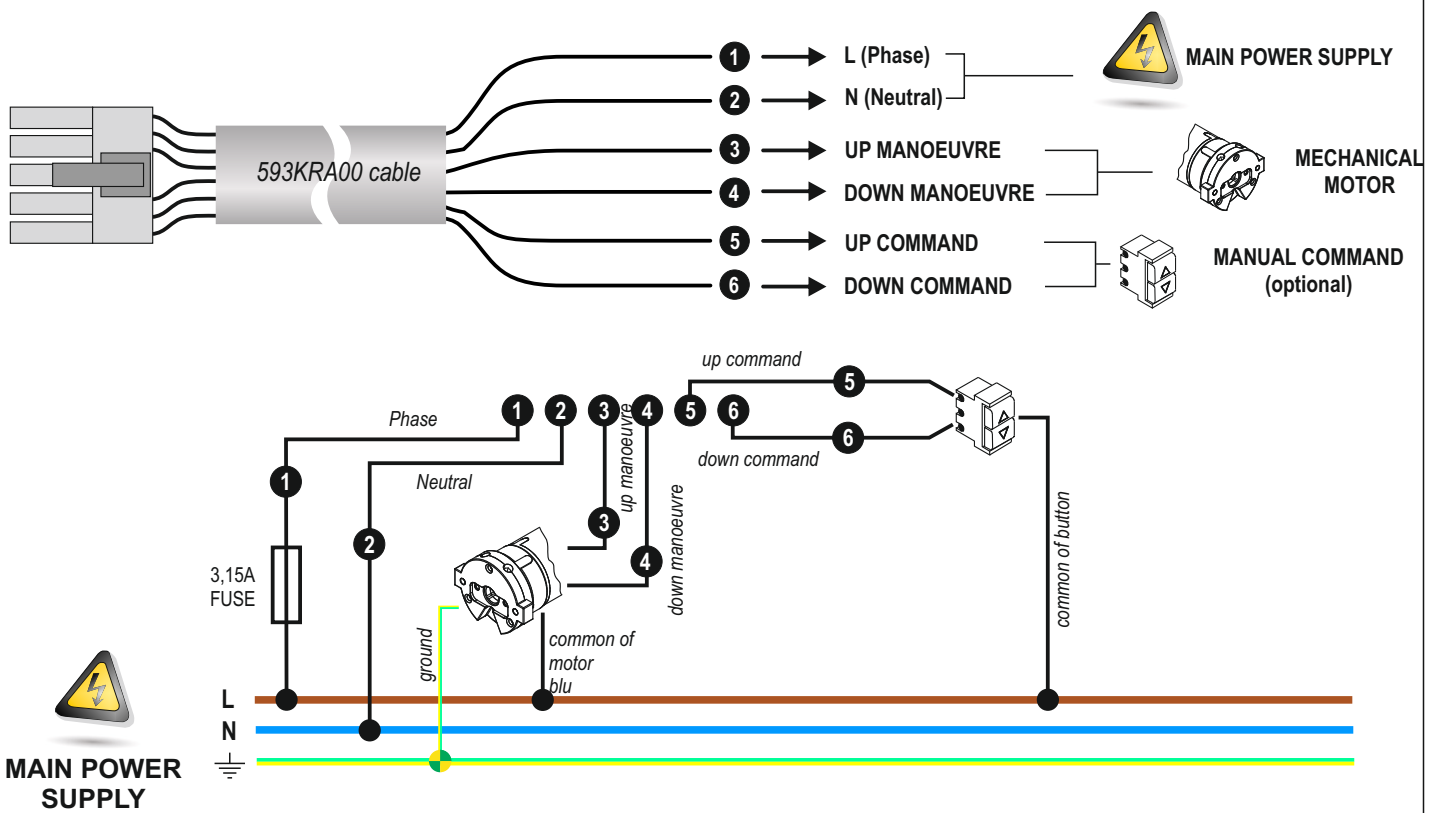 1 L (Phase)
2 N (Neutral)
MAIN POWER SUPPLY
593KRA00 cable
3 UP MANOEUVRE
4 DOWN MANOEUVRE
MECHANICAL
MOTOR
5 UP COMMAND
6 DOWN COMMAND
MANUAL COMMAND
(optional)
up command
5
1 2 3 4 5 6
Phase
6
down command
Neutral
1
2
up manoeuvre
3
down manoeuvre
4
3,15A
FUSE
common of button
ground
common of
motor
blu
L
N
MAIN POWER
SUPPLY